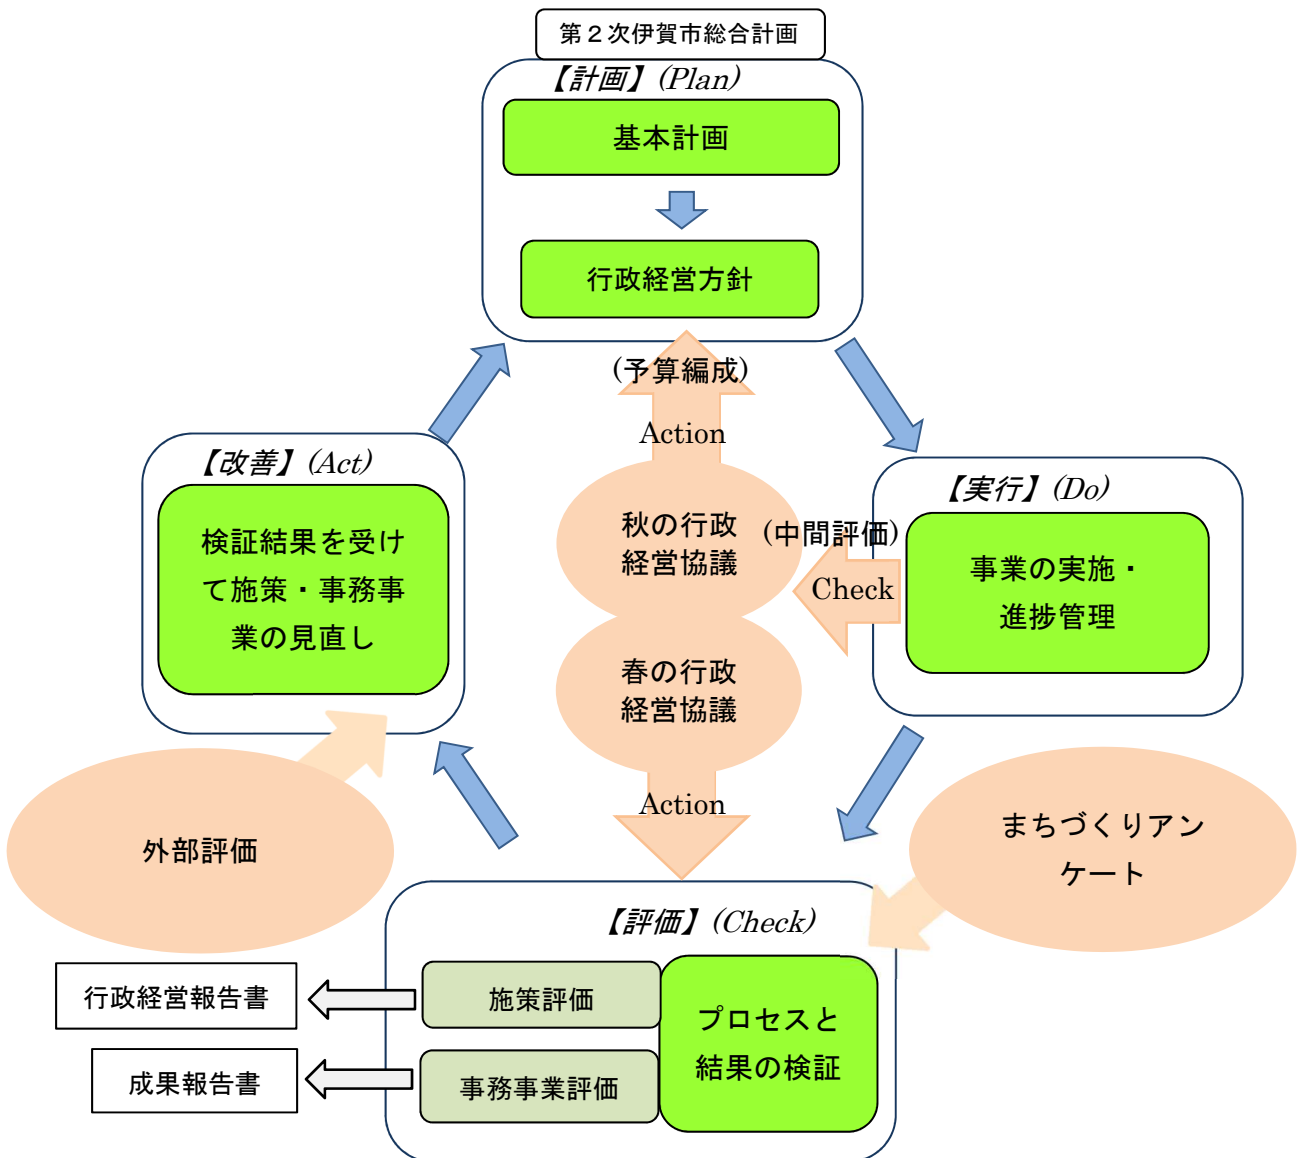 第２次伊賀市総合計画
【計画】(Plan)
基本計画
行政経営方針
(予算編成)
Action
【改善】(Act)
検証結果を受け
て施策・事務事
業の見直し
秋の行政
経営協議
(中間評価)
Check
【実行】(Do)
事業の実施・
進捗管理
春の行政
経営協議
Action
外部評価
まちづくりアン
ケート
【評価】(Check)
行政経営報告書
施策評価
プロセスと
結果の検証
成果報告書
事務事業評価